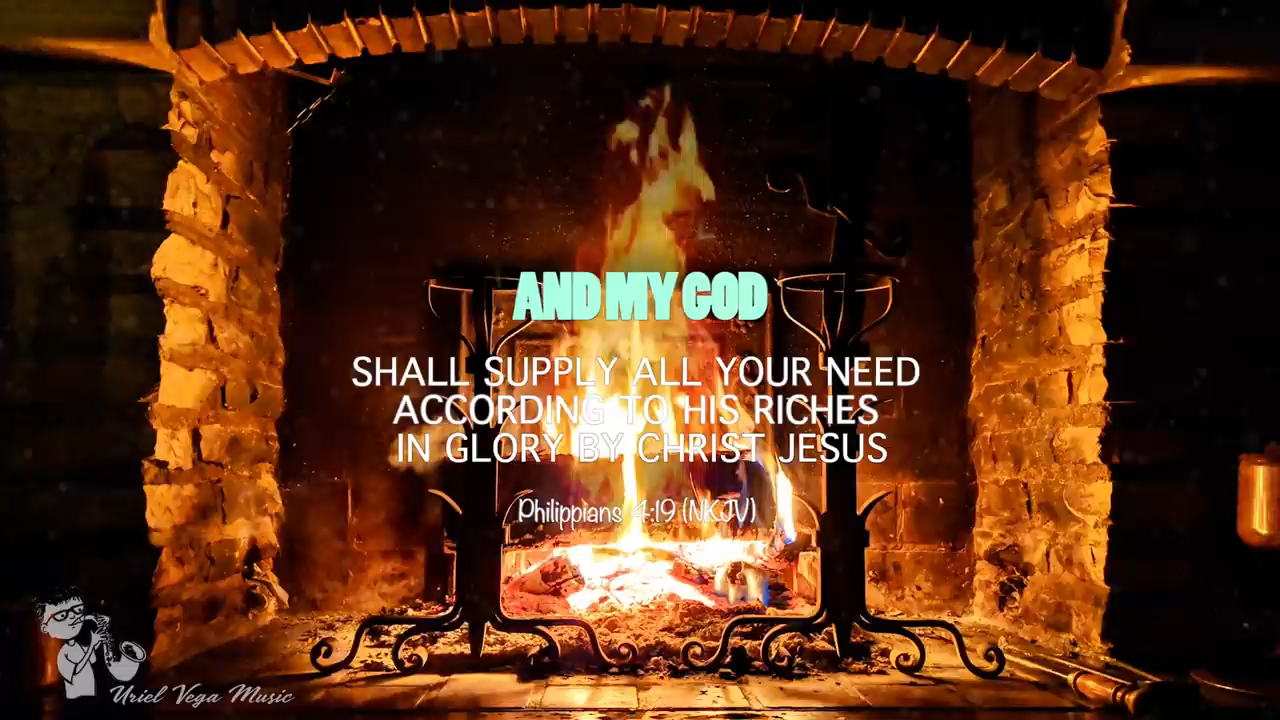 AND MY GOD
SHALL SUPPLY ALL YOUR NEED
ACCORDING TO HIS RICHES
IN GLORY BY CHRIST JESUS
Philippians 4:19 (NKJV)
Uriel Vega Music